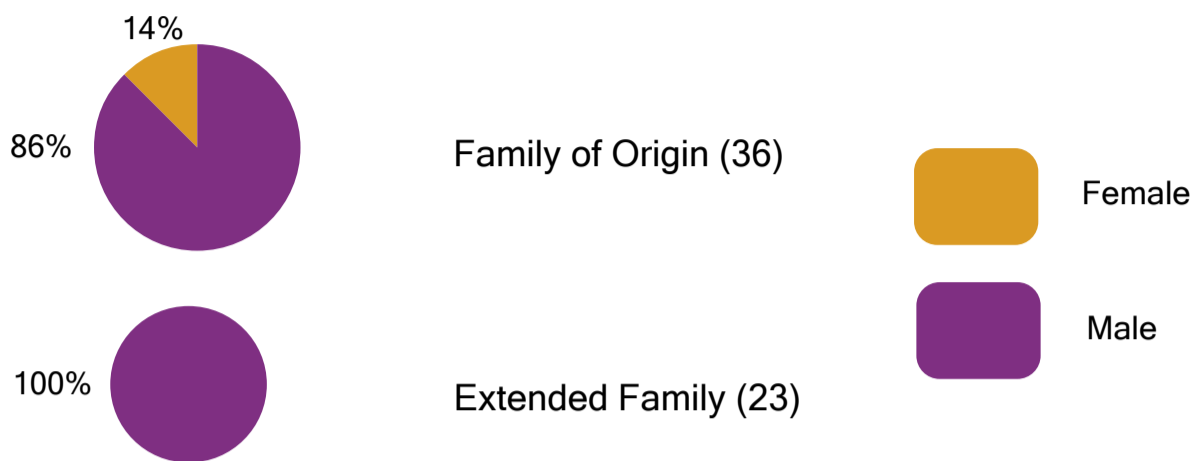 14%
86%
Family of Origin (36)
Female
Male
100%
Extended Family (23)